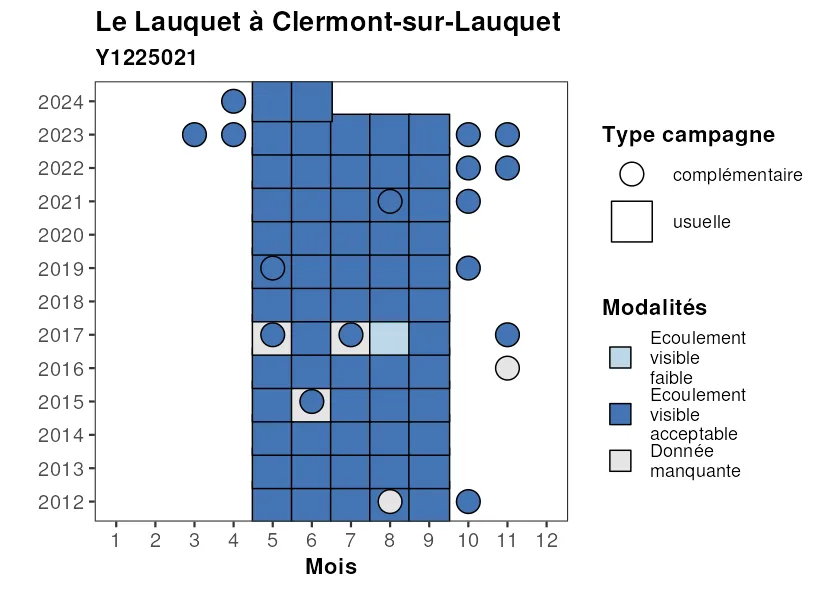 Le Lauquet à Clermont-sur-Lauquet
Y1225021
2024
2023
2022
2021
2020
2019
2018
2017
2016
2015
2014
2013
2012
1 2 3 4 5 6 7 8 9 10 11 12
Mois
Type campagne
complémentaire
usuelle
Modalités
Ecoulement
visible
faible
Ecoulement
visible
acceptable
Donnée
manquante